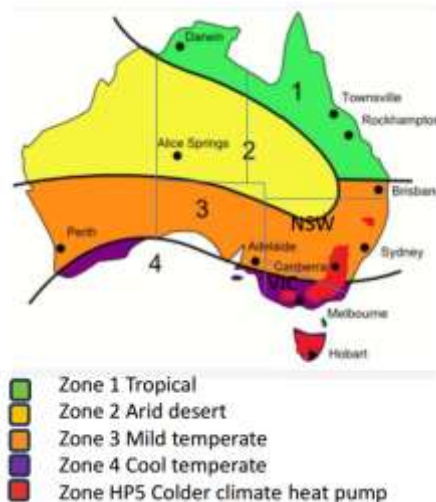 Darwin
1
Townsville
Rockhampton
Alice Springs
2
Brisban
3
NSW
Perth
Adelaide
Sydney
4
Canberra
VIC
Melbourne
Hobart
Zone 1 Tropical
Zone 2 Arid desert
Zone 3 Mild temperate
Zone 4 Cool temperate
Zone HP5 Colder climate heat pump